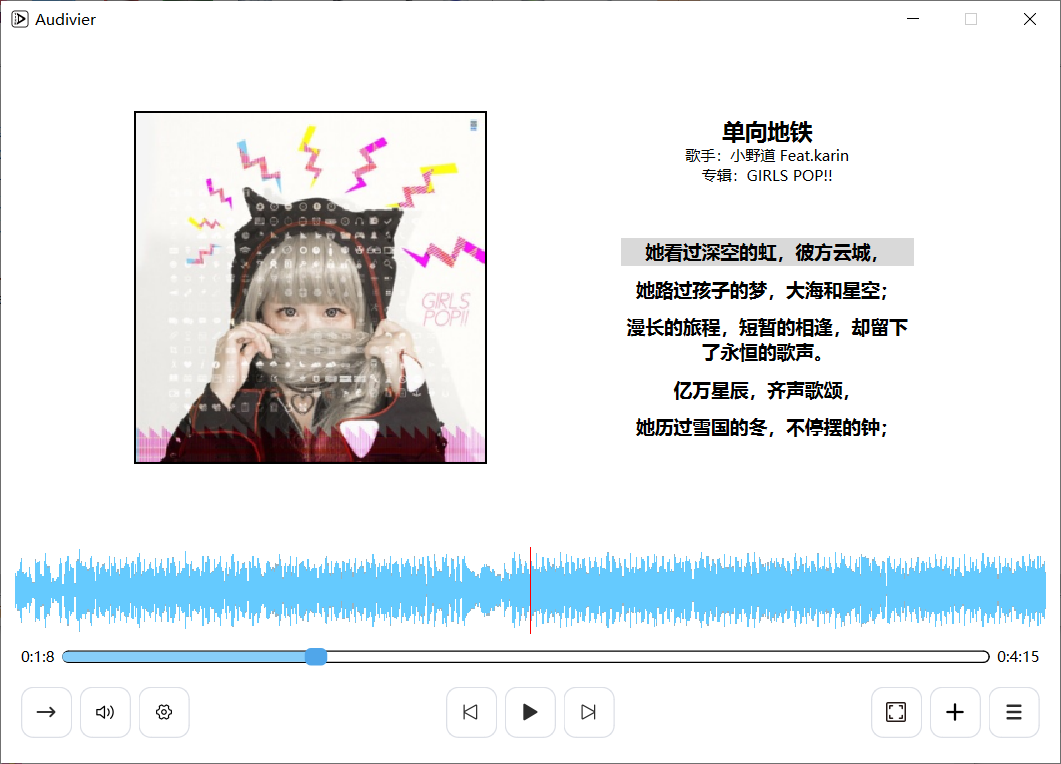 Audivier
GIRLS
POP!!
单向地铁
歌手：小野道 Feat.karin
专辑：GIRLS POP!!
她看过深空的虹，彼方云城，
她路过孩子的梦，大海和星空；
漫长的旅程，短暂的相逢，却留下
了永恒的歌声。
亿万星辰，齐声歌颂，
她历过雪国的冬，不停摆的钟；
0:1:8
0:4:15